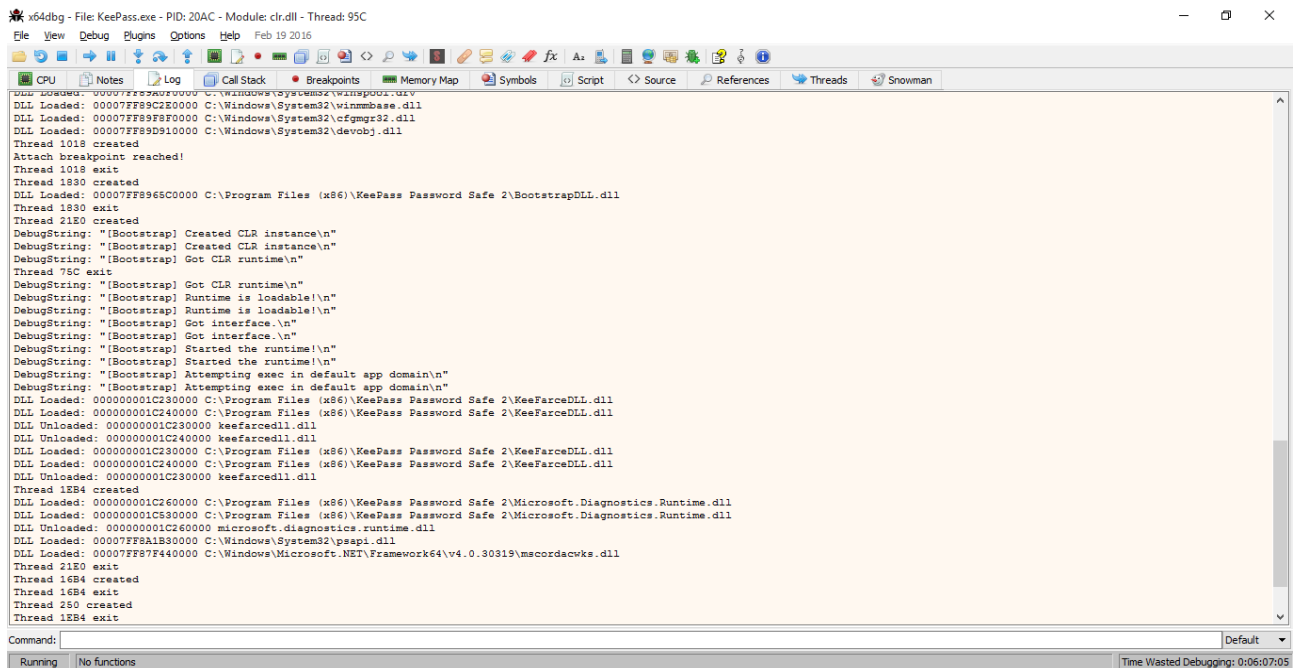 x64dbg - File: KeePass.exe - PID: 20AC - Module: clr.dll - Thread: 95C
File View Debug Plugins Options Help Feb 19 2016
CPU Notes Log Call Stack Breakpoints Memory Map Symbols Script Source References Threads Snowman
DLL Loaded: 00007FF89ADF0000 C:\Windows\System32\winspool.drv
DLL Loaded: 00007FF89C2E0000 C:\Windows\System32\winmmbase.dll
DLL Loaded: 00007FF89F8F0000 C:\Windows\System32\cfgmgr32.dll
DLL Loaded: 00007FF89D910000 C:\Windows\System32\devobj.dll
Thread 1018 created
Attach breakpoint reached!
Thread 1018 exit
Thread 1830 created
DLL Loaded: 00007FF8965C0000 C:\Program Files (x86)\KeePass Password Safe 2\BootstrapDLL.dll
Thread 1830 exit
Thread 21E0 created
DebugString: "[Bootstrap] Created CLR instance\n"
DebugString: "[Bootstrap] Created CLR instance\n"
DebugString: "[Bootstrap] Got CLR runtime\n"
Thread 75C exit
DebugString: "[Bootstrap] Got CLR runtime\n"
DebugString: "[Bootstrap] Runtime is loadable!\n"
DebugString: "[Bootstrap] Runtime is loadable!\n"
DebugString: "[Bootstrap] Got interface.\n"
DebugString: "[Bootstrap] Got interface.\n"
DebugString: "[Bootstrap] Started the runtime!\n"
DebugString: "[Bootstrap] Started the runtime!\n"
DebugString: "[Bootstrap] Attempting exec in default app domain\n"
DebugString: "[Bootstrap] Attempting exec in default app domain\n"
DLL Loaded: 000000001C230000 C:\Program Files (x86)\KeePass Password Safe 2\KeeFarceDLL.dll
DLL Loaded: 000000001C240000 C:\Program Files (x86)\KeePass Password Safe 2\KeeFarceDLL.dll
DLL Unloaded: 000000001C230000 keefarcedll.dll
DLL Unloaded: 000000001C240000 keefarcedll.dll
DLL Loaded: 000000001C230000 C:\Program Files (x86)\KeePass Password Safe 2\KeeFarceDLL.dll
DLL Loaded: 000000001C240000 C:\Program Files (x86)\KeePass Password Safe 2\KeeFarceDLL.dll
DLL Unloaded: 000000001C230000 keefarcedll.dll
Thread 1EB4 created
DLL Loaded: 000000001C260000 C:\Program Files (x86)\KeePass Password Safe 2\Microsoft.Diagnostics.Runtime.dll
DLL Loaded: 000000001C530000 C:\Program Files (x86)\KeePass Password Safe 2\Microsoft.Diagnostics.Runtime.dll
DLL Unloaded: 000000001C260000 microsoft.diagnostics.runtime.dll
DLL Loaded: 00007FF8A1B30000 C:\Windows\System32\psapi.dll
DLL Loaded: 00007FF87F440000 C:\Windows\Microsoft.NET\Framework64\v4.0.30319\mscordacwks.dll
Thread 21E0 exit
Thread 16B4 created
Thread 16B4 exit
Thread 250 created
Thread 1EB4 exit
Command: Default
Running No functions Time Wasted Debugging: 0:06:07:05